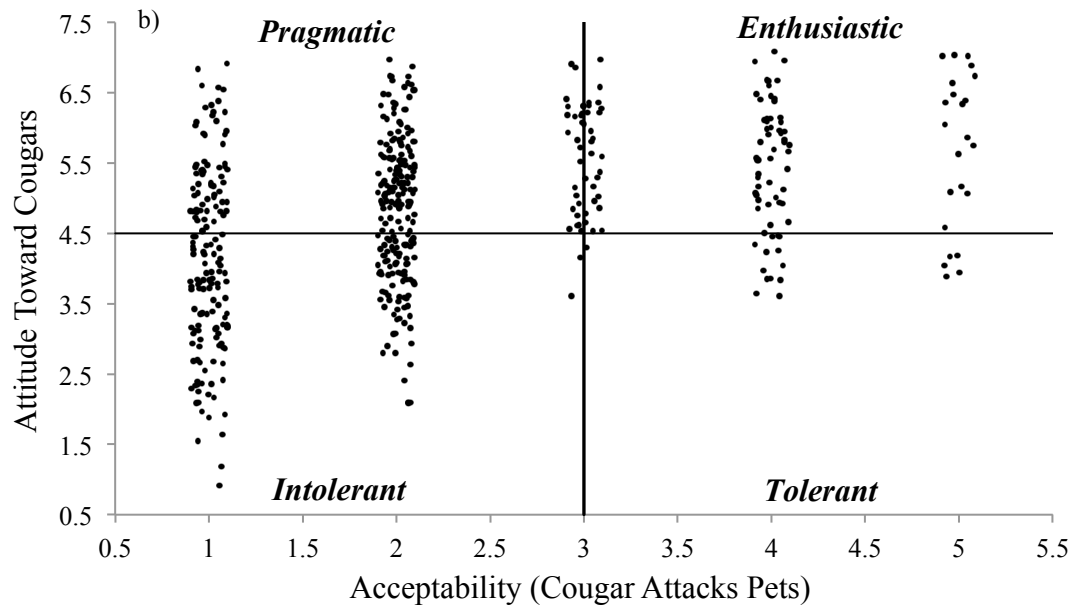 b)
Pragmatic
Enthusiastic
7.5
6.5
5.5
4.5
3.5
2.5
1.5
0.5
Attitude Toward Cougars
Intolerant
Tolerant
0.5 1 1.5 2 2.5 3 3.5 4 4.5 5 5.5
Acceptability (Cougar Attacks Pets)